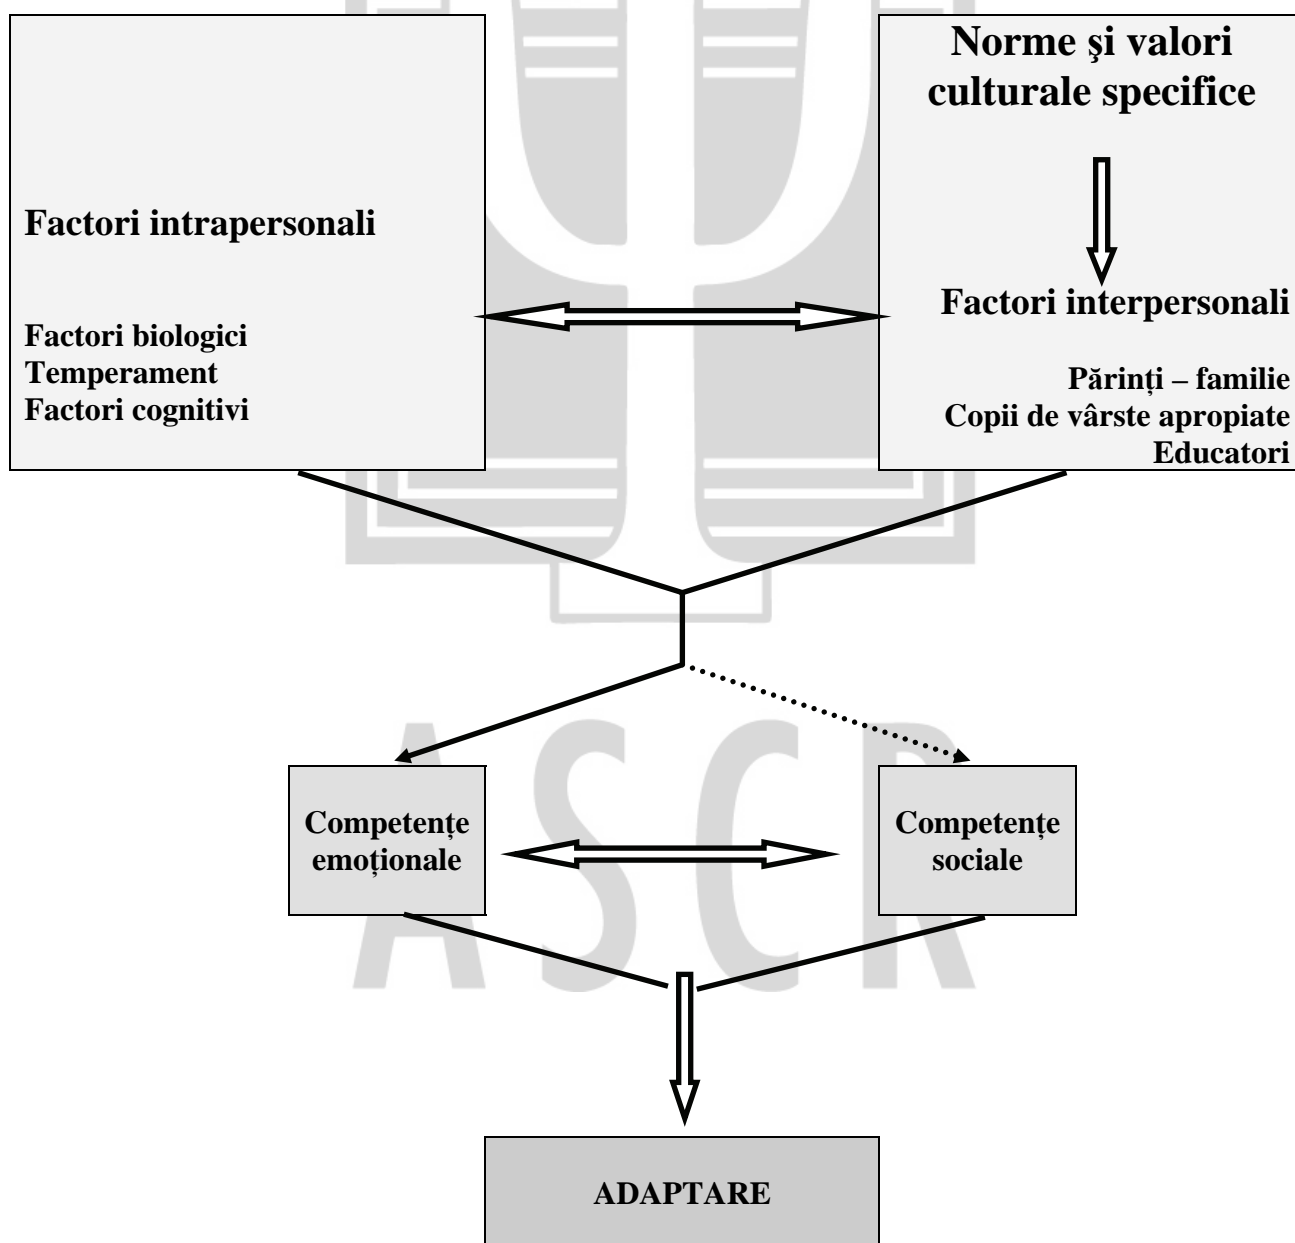 Norme şi valori
culturale specifice
Factori intrapersonali
Factori biologici
Temperament
Factori cognitivi
Factori interpersonali
Părinți – familie
Copii de vârste apropiate
Educatori
Competențe
emoționale
Competențe
sociale
ASCR
ADAPTARE